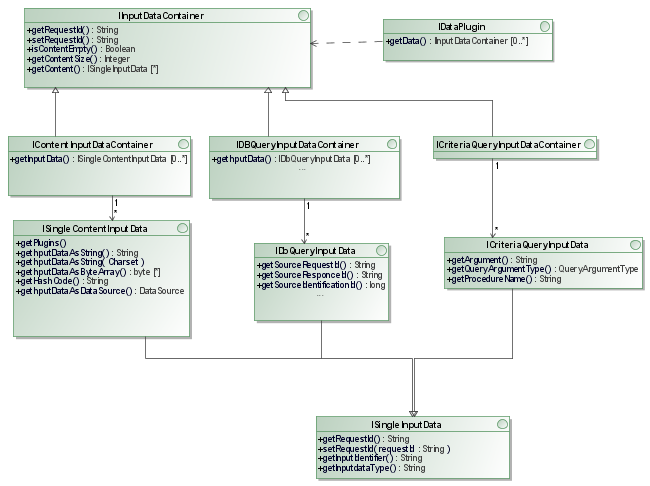 IInputDataContainer
+getRequestId() : String
+setRequestId() : String
+isContentEmpty() : Boolean
+getContentSize() : Integer
+getContent() : ISingleInputData [*]
IDataPlugin
+getData() : IInputDataContainer [0..*]
IContentInputDataContainer
+getInputData() : ISingleContentInputData [0..*]
IDBQueryInputDataContainer
+getInputData() : IDbQueryInputData [0..*]
...
ICriteriaQueryInputDataContainer
1
*
1
*
1
*
ISingleContentInputData
+getPlugins()
+getInputDataAsString() : String
+getInputDataAsString( Charset )
+getInputDataAsByteArray() : byte [*]
+getHashCode() : String
+getInputDataAsDataSource() : DataSource
IDbQueryInputData
+getSourceRequestId() : String
+getSourceResponceId() : String
+getSourceIdentificationId() : long
...
ICriteriaQueryInputData
+getArgument() : String
+getQueryArgumentType() : QueryArgumentType
+getProcedureName() : String
ISingleInputData
+getRequestId() : String
+setRequestId( requestId : String )
+getInputIdentifier() : String
+getInputdataType() : String